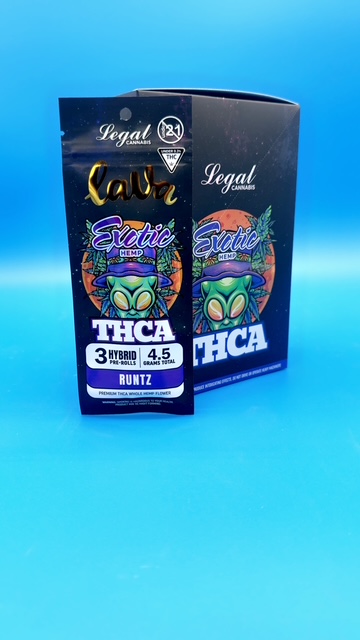 Legal
CANNABIS
UNDER 21
UNDER 0.3%
THC
LaVa
Exotic
HEMP
THCA
3 HYBRID
PRE-ROLLS
4.5
GRAMS TOTAL
RUNTZ
PREMIUM THCA WHOLE HEMP FLOWER
Legal
CANNABIS
Exotic
HEMP
THCA